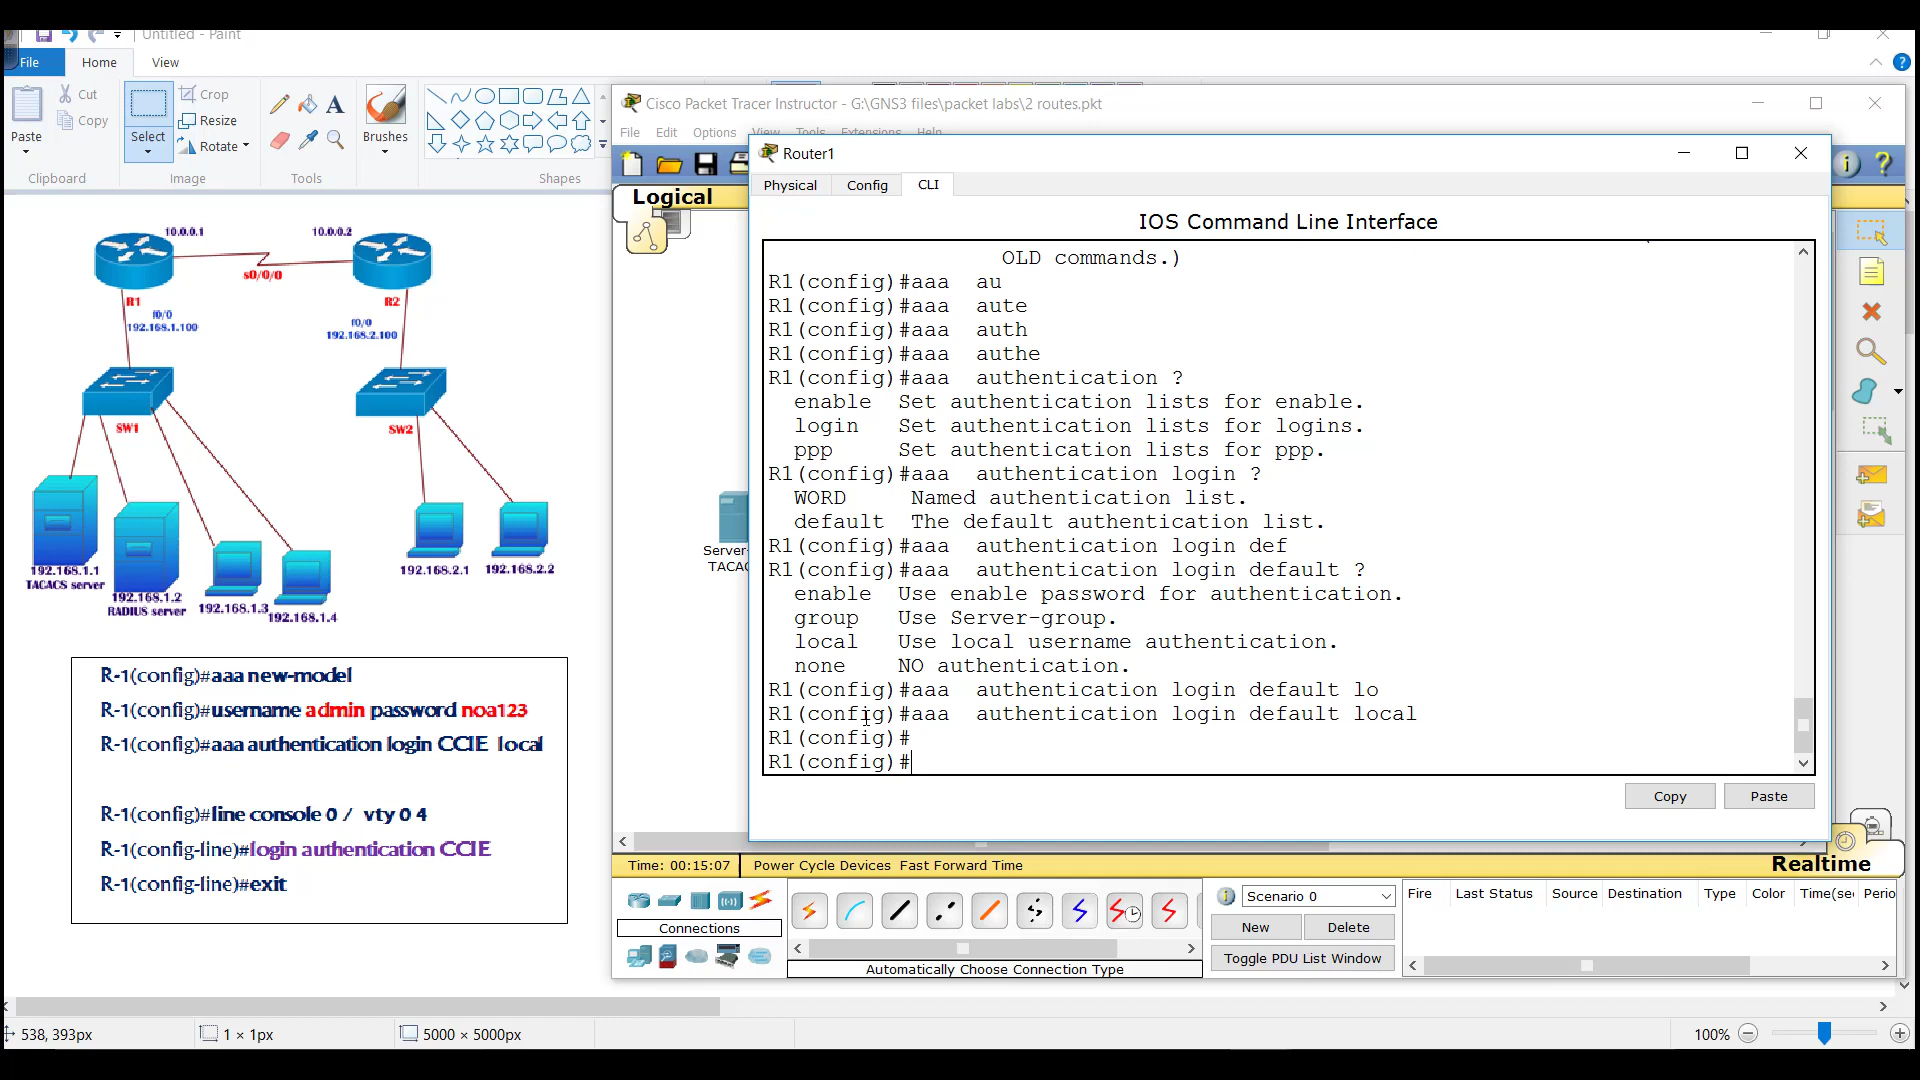 Untitled - Paint
File
Home
View
Cut
Copy
Paste
Clipboard
Select
Crop
Resize
Rotate
Image
Tools
Brushes
Shapes
Cisco Packet Tracer Instructor - G:\GNS3 files\packet labs\2 routes.pkt
File Edit Options View Tools Extensions Help
Logical
Router1
Physical
Config
CLI
IOS Command Line Interface
OLD commands.)
R1(config)#aaa  au
R1(config)#aaa  aute
R1(config)#aaa  auth
R1(config)#aaa  authe
R1(config)#aaa  authentication ?
enable  Set authentication lists for enable.
login   Set authentication lists for logins.
ppp     Set authentication lists for ppp.
R1(config)#aaa  authentication login ?
WORD     Named authentication list.
default  The default authentication list.
R1(config)#aaa  authentication login def
R1(config)#aaa  authentication login default ?
enable  Use enable password for authentication.
group   Use Server-group.
local   Use local username authentication.
none    NO authentication.
R1(config)#aaa  authentication login default lo
R1(config)#aaa  authentication login default local
R1(config)#
R1(config)#
Copy
Paste
10.0.0.1
10.0.0.2
s0/0/0
R1
R2
f0/0
192.168.1.100
f0/0
192.168.2.100
SW1
SW2
192.168.1.1
TACACS server
192.168.1.2
RADIUS server
192.168.1.3
192.168.1.4
192.168.2.1
192.168.2.2
R-1(config)#aaa new-model
R-1(config)#username admin password noa123
R-1(config)#aaa authentication login CCIE local
R-1(config)#line console 0 / vty 0 4
R-1(config-line)#login authentication CCIE
R-1(config-line)#exit
Server-
TACAC
Time: 00:15:07
Power Cycle Devices Fast Forward Time
Realtime
Connections
Automatically Choose Connection Type
Scenario 0
New
Delete
Toggle PDU List Window
Fire
Last Status
Source
Destination
Type
Color
Time(se
Perio
538, 393px
1 × 1px
5000 × 5000px
100%